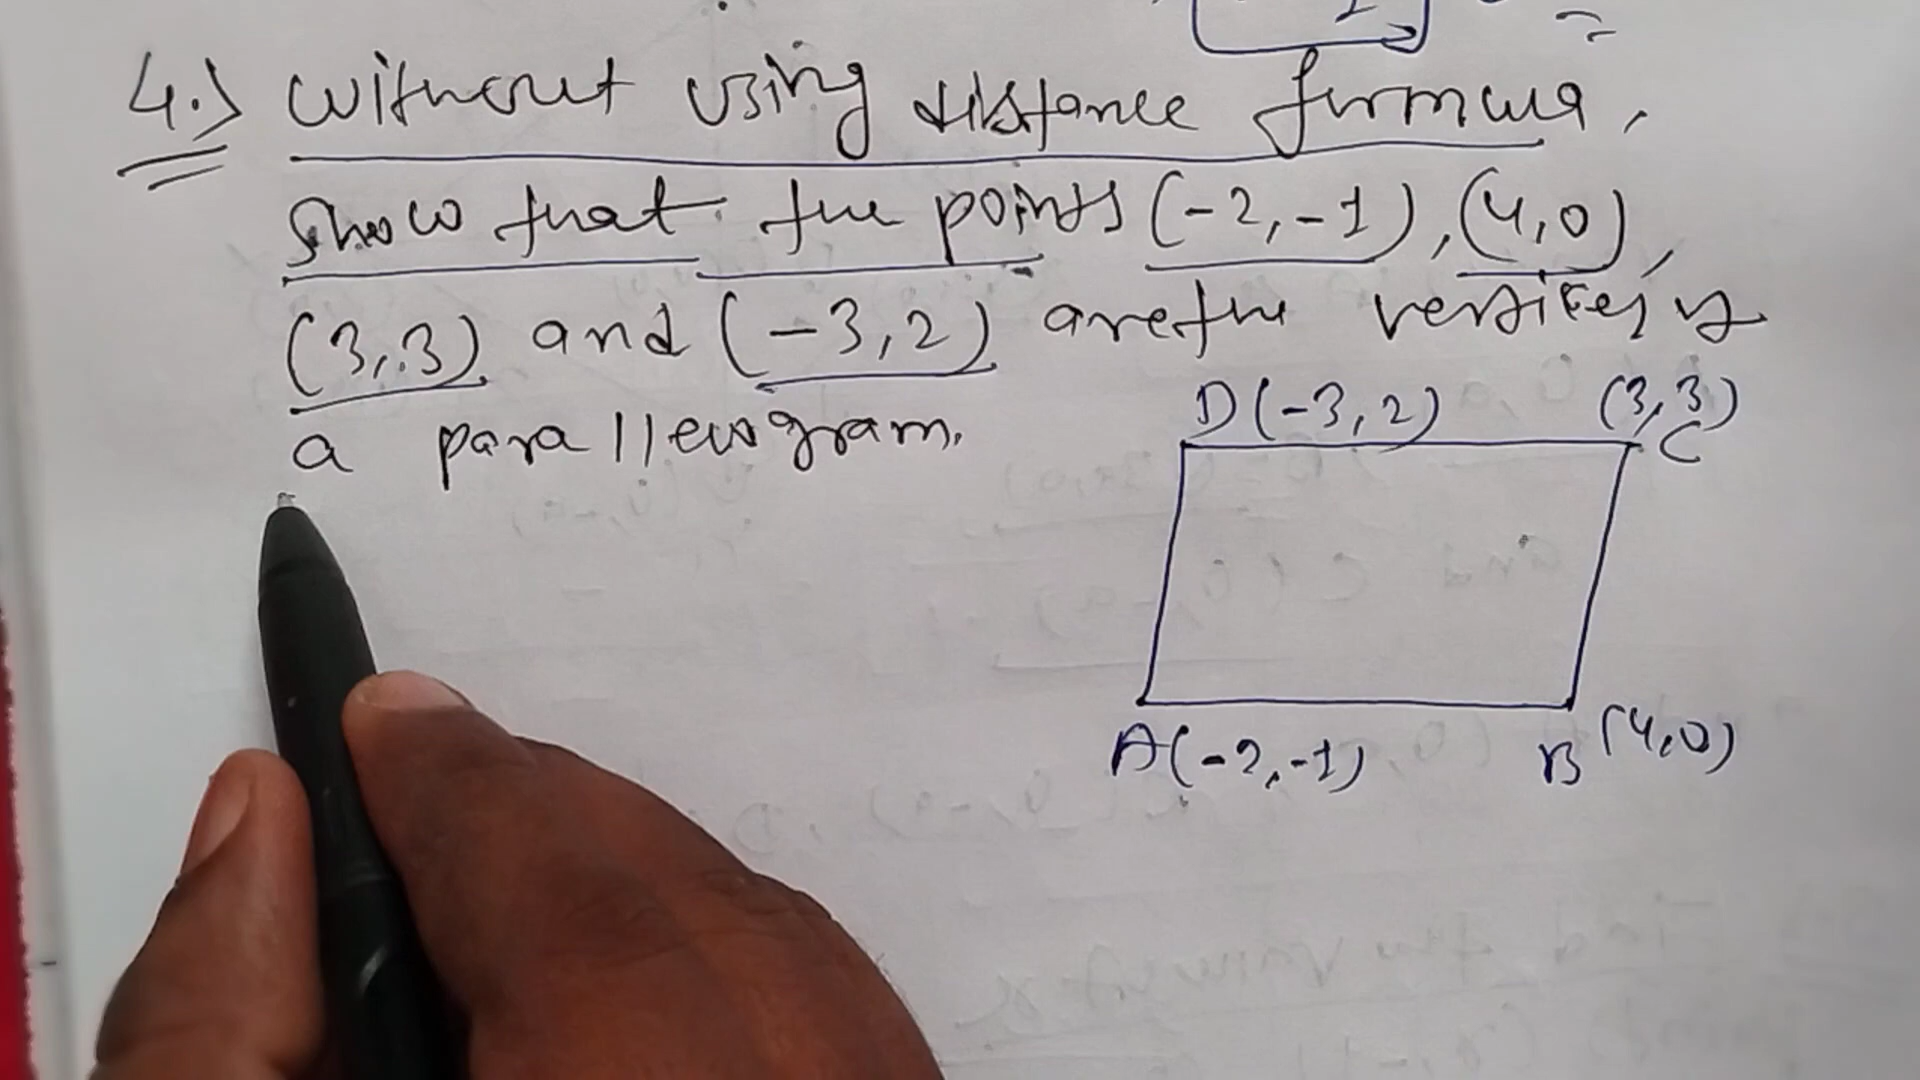 4.) Without using distance formula,
show that the points (-2,-1), (4,0),
(3,3) and (-3,2) are the vertices of
a parallelogram.
D(-3,2) (3,3)
C
A(-2,-1) B (4,0)